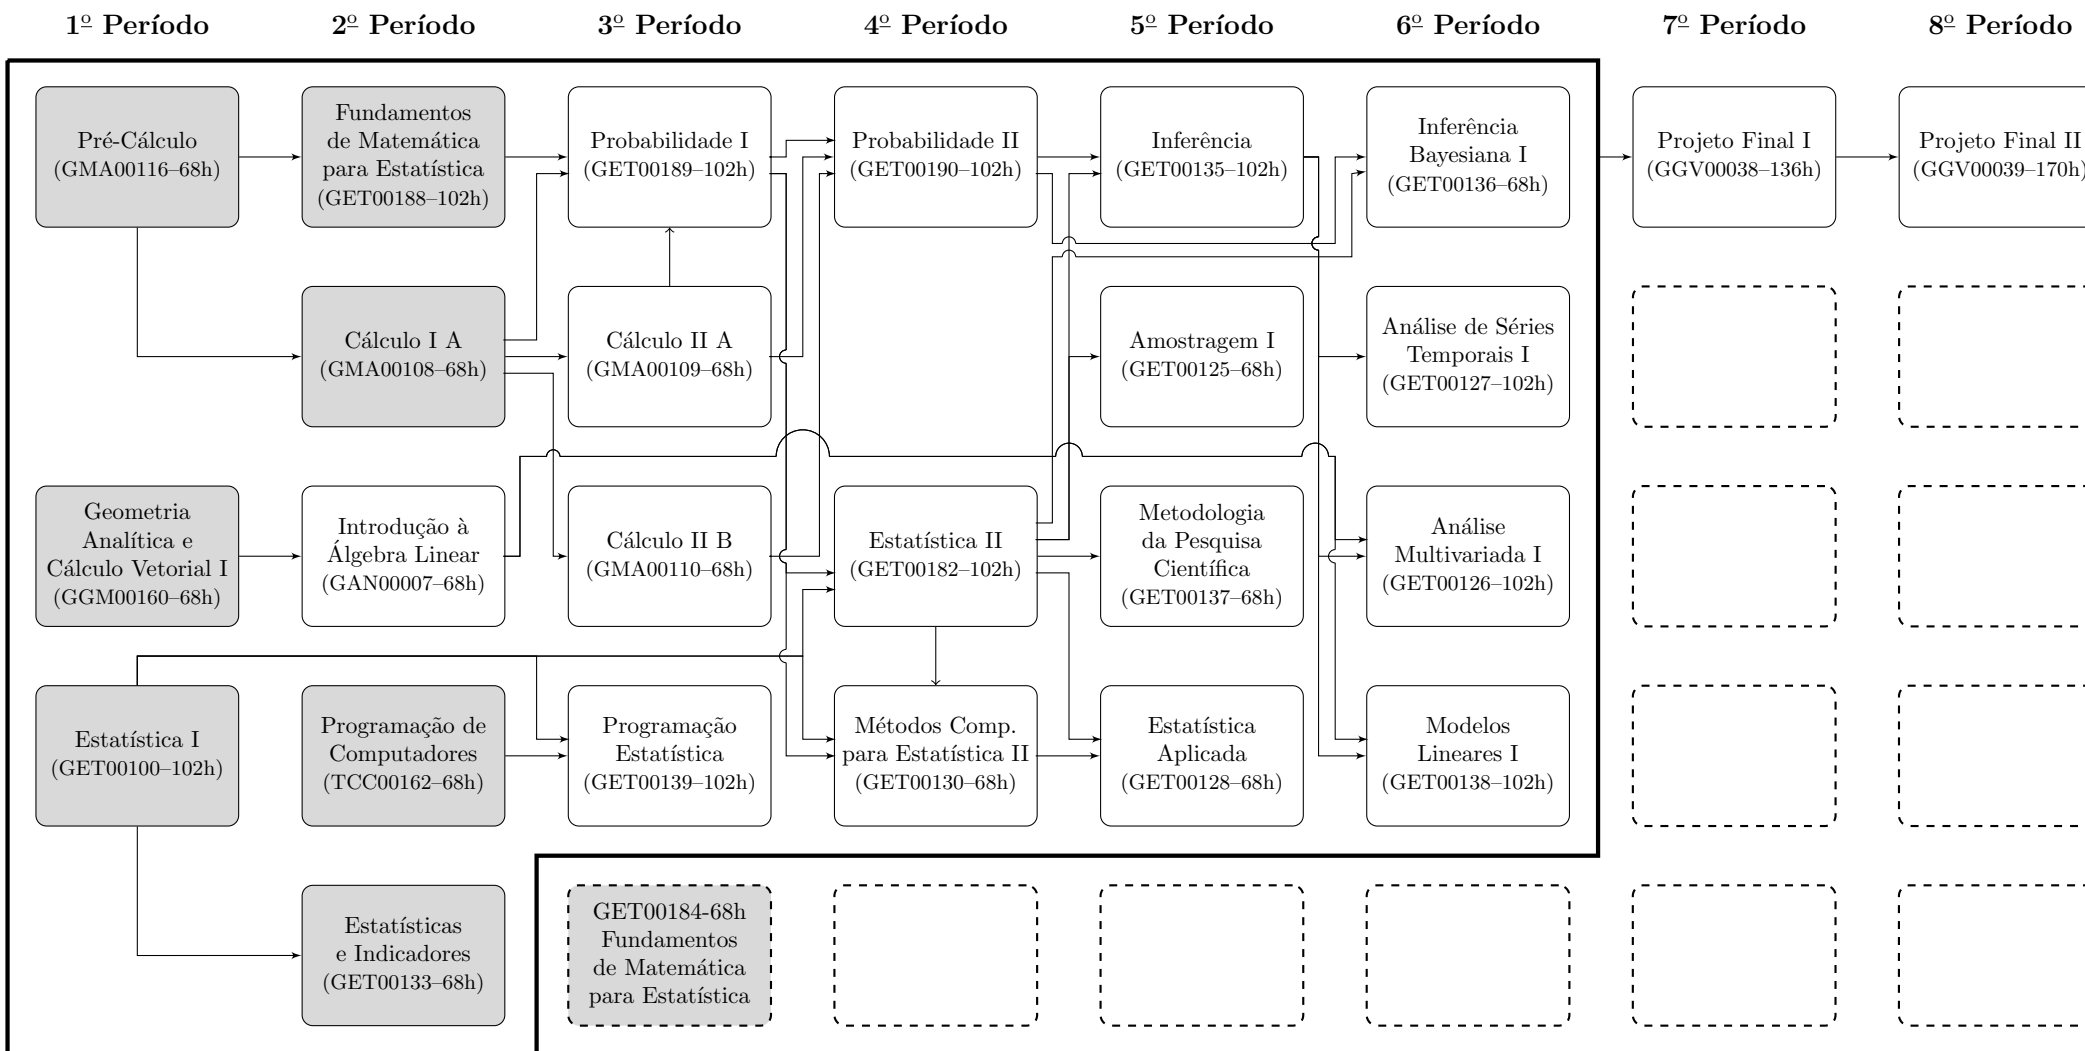 1º Período
2º Período
3º Período
4º Período
5º Período
6º Período
7º Período
8º Período
Pré-Cálculo
(GMA00116–68h)
Fundamentos
de Matemática
para Estatística
(GET00188–102h)
Probabilidade I
(GET00189–102h)
Probabilidade II
(GET00190–102h)
Inferência
(GET00135–102h)
Inferência
Bayesiana I
(GET00136–68h)
Projeto Final I
(GGV00038–136h)
Projeto Final II
(GGV00039–170h)
Cálculo I A
(GMA00108–68h)
Cálculo II A
(GMA00109–68h)
Amostragem I
(GET00125–68h)
Análise de Séries
Temporais I
(GET00127–102h)
Geometria
Analítica e
Cálculo Vetorial I
(GGM00160–68h)
Introdução à
Álgebra Linear
(GAN00007–68h)
Cálculo II B
(GMA00110–68h)
Estatística II
(GET00182–102h)
Metodologia
da Pesquisa
Científica
(GET00137–68h)
Análise
Multivariada I
(GET00126–102h)
Estatística I
(GET00100–102h)
Programação de
Computadores
(TCC00162–68h)
Programação
Estatística
(GET00139–102h)
Métodos Comp.
para Estatística II
(GET00130–68h)
Estatística
Aplicada
(GET00128–68h)
Modelos
Lineares I
(GET00138–102h)
Estatísticas
e Indicadores
(GET00133–68h)
GET00184-68h
Fundamentos
de Matemática
para Estatística